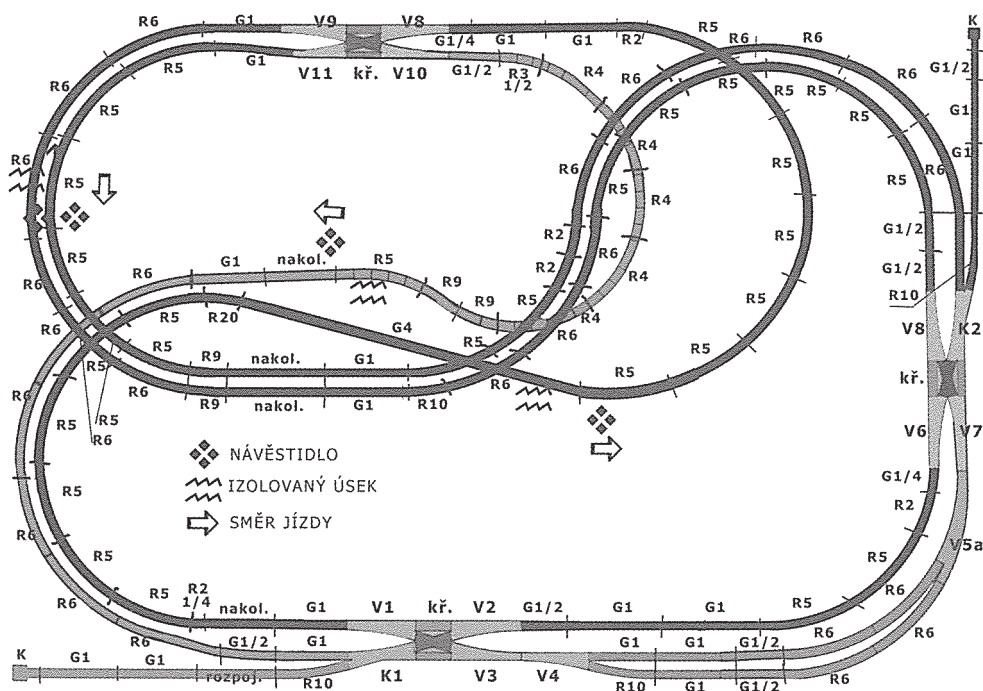 R6 G1 V9 V8
G1/4 G1 G1 R2 R5
R6 R6
R5 G1 V11 kř. V10 G1/2 R3
1/2
R4 R6 R5 R5 R5 R6
K
G1/2
R6 R5 R4 R5 R5 R5 G1
R6 R5 R4 R6 R5 R6 G1
R6 R5 R5 R4 R5
R2 R6 G1/2
R6 G1 nakol. R5 R2 R4 G1/2
R6 R5 R10
R9 R9 R5 R4 R5
R6 R5 R20 G4 R6 V8 K2
R5 R5 R9 nakol. G1 R5 R6 R5 R5
R6 R6 R9 nakol. G1 R10 kř.
R5 R5
R6
V6 V7
NÁVĚSTIDLO
IZOLOVANÝ ÚSEK
SMĚR JÍZDY
R5 G1/4
R2
R6 V5a
R5 R5
R6 R5 R2
1/4
nakol. G1 V1 kř. V2 G1/2 G1 G1 R5 R6
R6 G1/2 G1 G1 G1 G1/2 R6 R6
K G1 G1 rozpoj. R10 K1 V3 V4 R10 G1 G1/2 R6